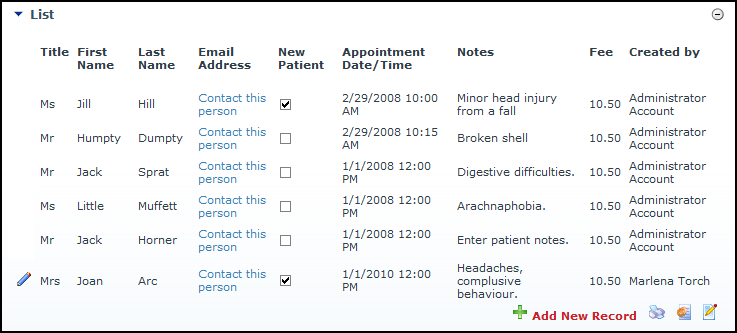 List
Title First Name Last Name Email Address New Patient Appointment Date/Time Notes Fee Created by
Ms Jill Hill Contact this person 2/29/2008 10:00 AM Minor head injury from a fall 10.50 Administrator Account
Mr Humpty Dumpty Contact this person 2/29/2008 10:15 AM Broken shell 10.50 Administrator Account
Mr Jack Sprat Contact this person 1/1/2008 12:00 PM Digestive difficulties. 10.50 Administrator Account
Ms Little Muffett Contact this person 1/1/2008 12:00 PM Arachnaphobia. 10.50 Administrator Account
Mr Jack Horner Contact this person 1/1/2008 12:00 PM Enter patient notes. 10.50 Administrator Account
Mrs Joan Arc Contact this person 1/1/2010 12:00 PM Headaches, complusive behaviour. 10.50 Marlena Torch
Add New Record